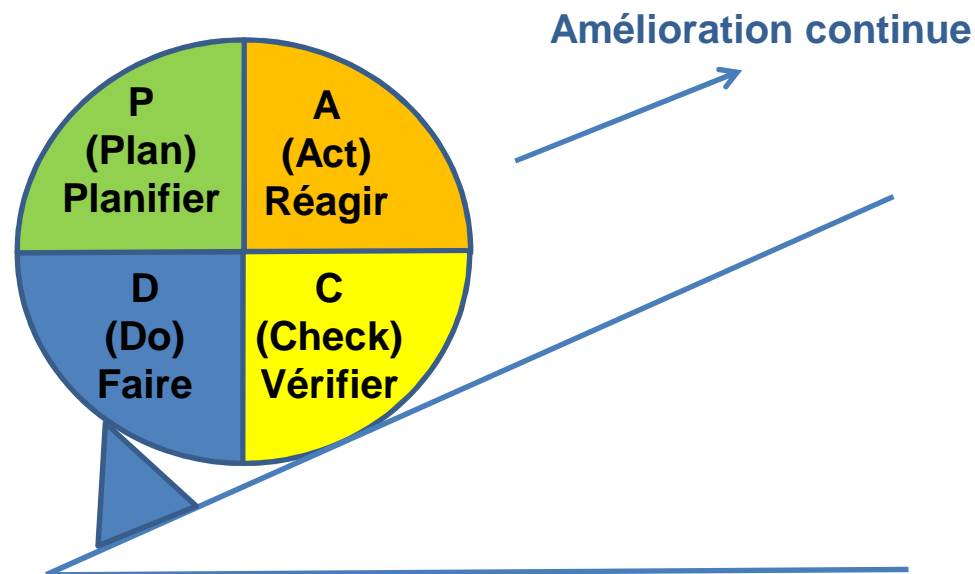 Amélioration continue
P
(Plan)
Planifier
A
(Act)
Réagir
D
(Do)
Faire
C
(Check)
Vérifier